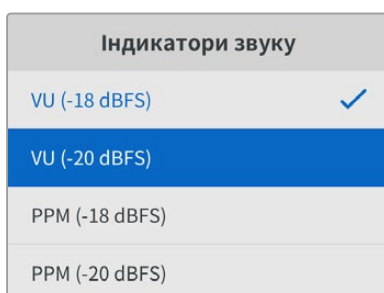 Індикатори звуку
VU (-18 dBFS)
VU (-20 dBFS)
PPM (-18 dBFS)
PPM (-20 dBFS)